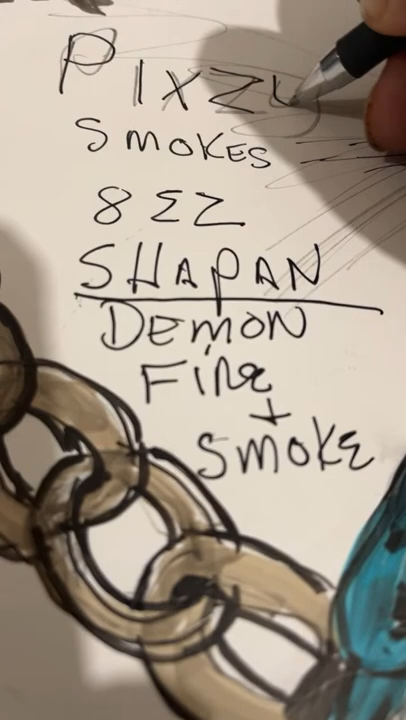 PIXZU
SMOKES
8ΣZ
SHAPAN
DEMON
FiRe
+
SMOKE